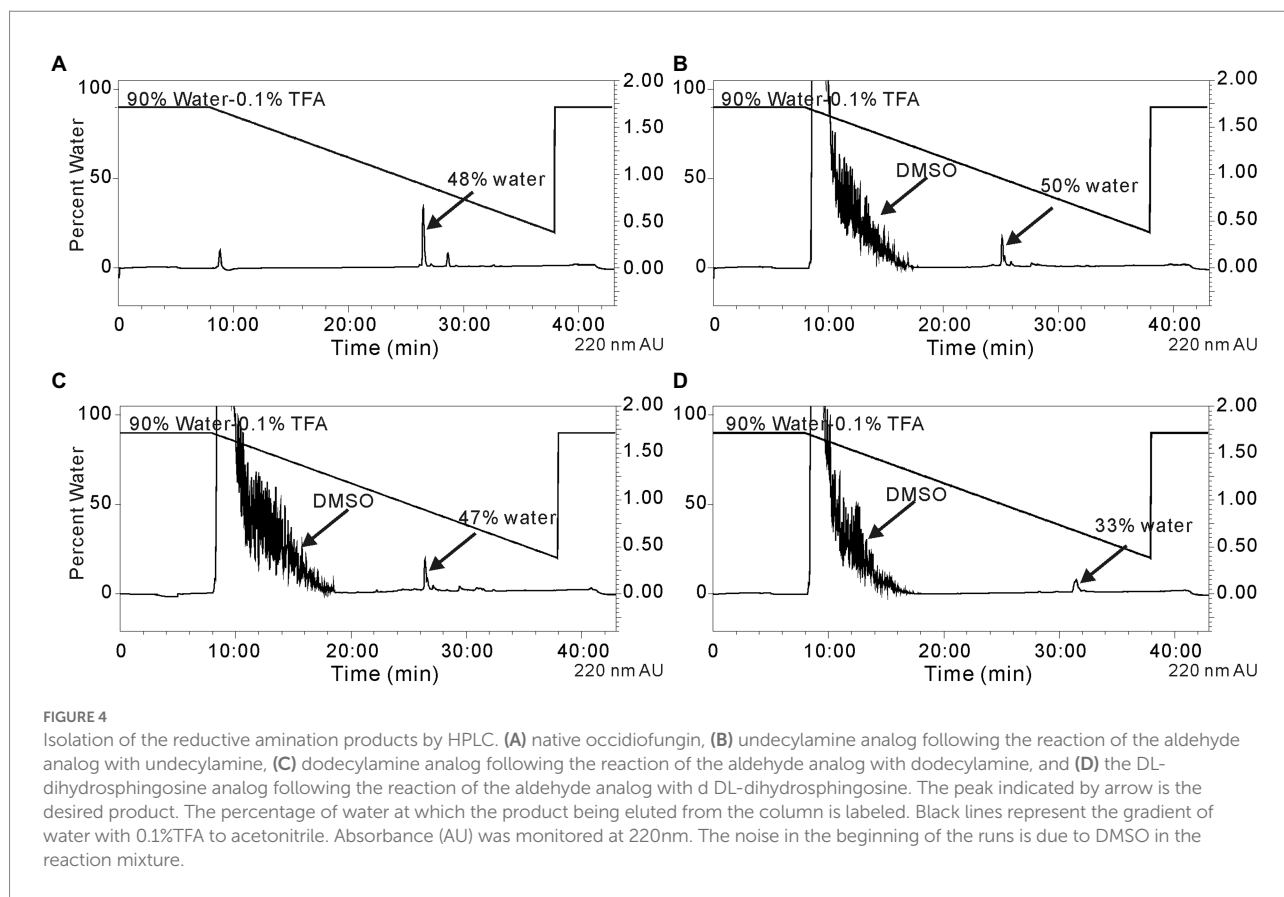 A
100
90% Water-0.1% TFA
2.00
1.50
1.00
0.50
0.00
Percent Water
50
0
48% water
0 10:00 20:00 30:00 40:00
Time (min)
220 nm AU
B
100
90% Water-0.1% TFA
2.00
1.50
1.00
0.50
0.00
Percent Water
50
0
DMSO
50% water
0 10:00 20:00 30:00 40:00
Time (min)
220 nm AU
C
100
90% Water-0.1% TFA
2.00
1.50
1.00
0.50
0.00
Percent Water
50
0
DMSO
47% water
0 10:00 20:00 30:00 40:00
Time (min)
220 nm AU
D
100
90% Water-0.1% TFA
2.00
1.50
1.00
0.50
0.00
Percent Water
50
0
DMSO
33% water
0 10:00 20:00 30:00 40:00
Time (min)
220 nm AU
FIGURE 4
Isolation of the reductive amination products by HPLC. (A) native occidiofungin, (B) undecylamine analog following the reaction of the aldehyde
analog with undecylamine, (C) dodecylamine analog following the reaction of the aldehyde analog with dodecylamine, and (D) the DL-
dihydrosphingosine analog following the reaction of the aldehyde analog with d DL-dihydrosphingosine. The peak indicated by arrow is the
desired product. The percentage of water at which the product being eluted from the column is labeled. Black lines represent the gradient of
water with 0.1%TFA to acetonitrile. Absorbance (AU) was monitored at 220nm. The noise in the beginning of the runs is due to DMSO in the
reaction mixture.